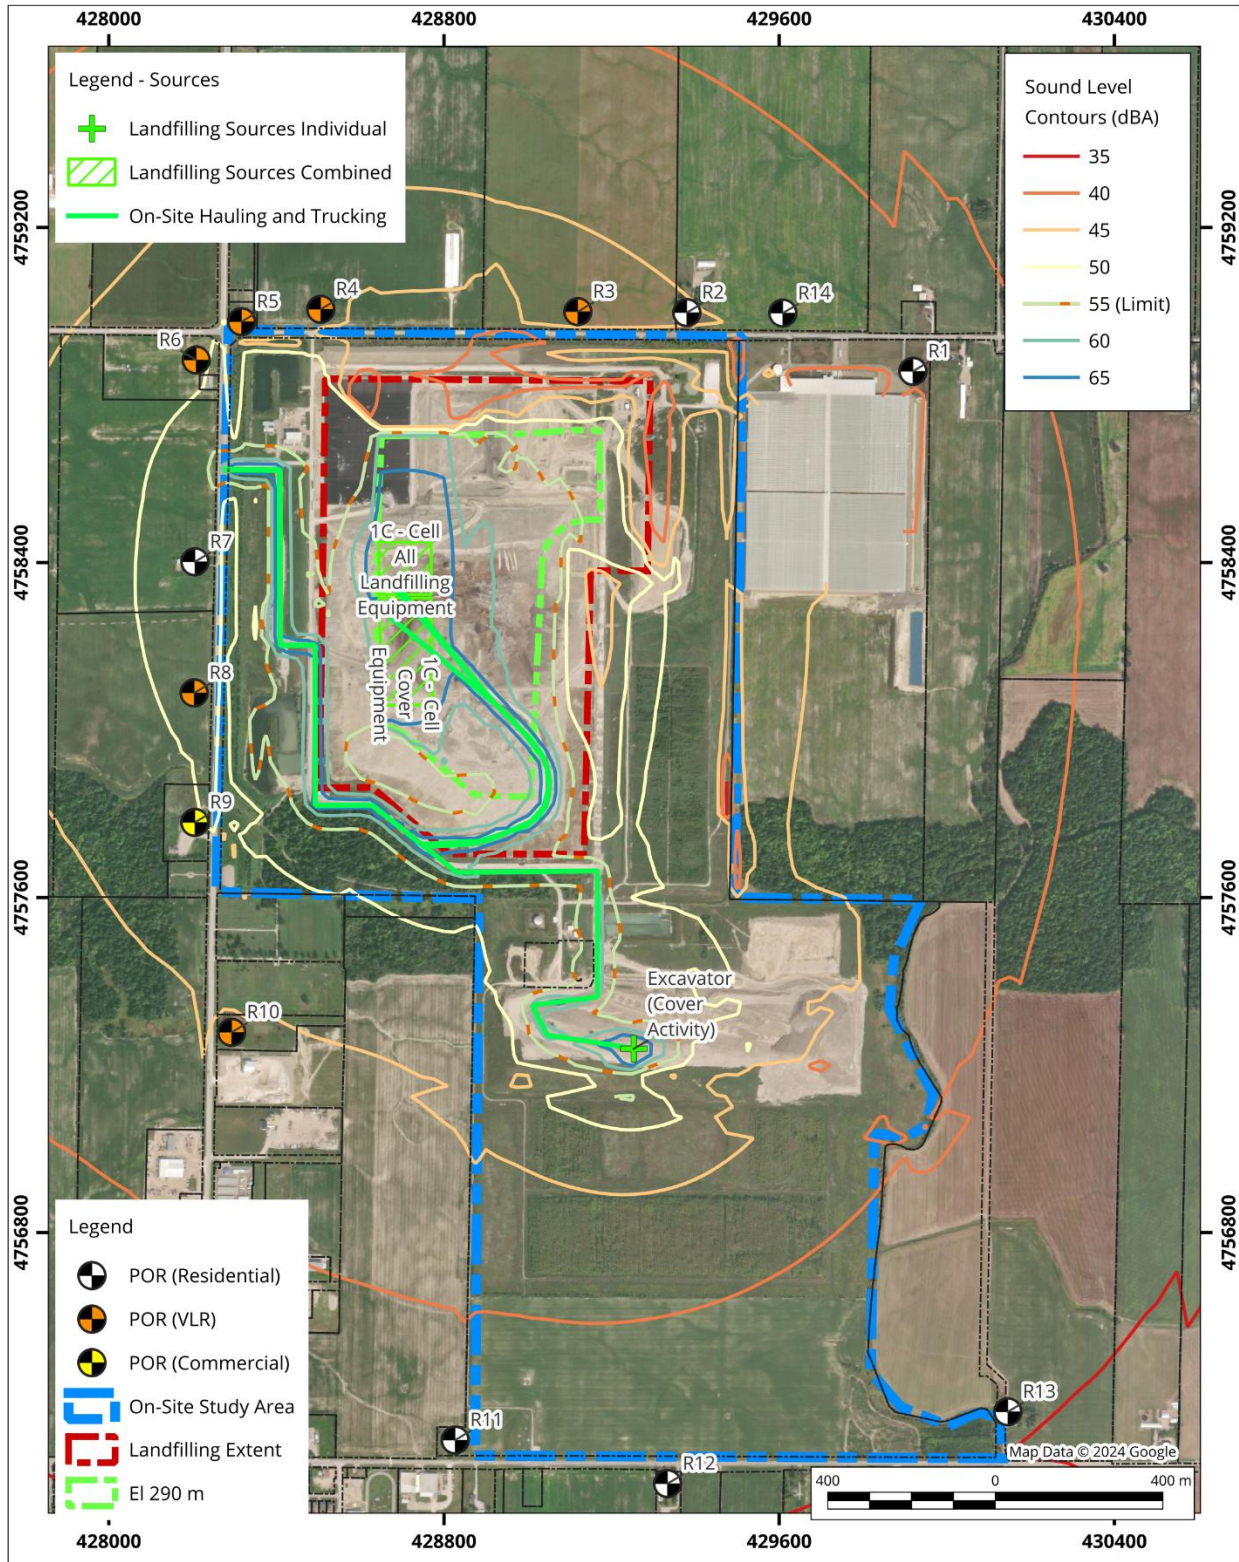 428000 428800 429600 430400
Legend - Sources
Landfilling Sources Individual
Landfilling Sources Combined
On-Site Hauling and Trucking
Sound Level
Contours (dBA)
35
40
45
50
55 (Limit)
60
65
4759200 4759200
R5 R4 R3 R2 R14
R6 R1
4758400 4758400
R7
1C - Cell
All
Landfilling
Equipment
R8
1C - Cell
Cover
Equipment
R9
4757600 4757600
Excavator
(Cover
Activity)
R10
4756800 4756800
Legend
POR (Residential)
POR (VLR)
POR (Commercial)
On-Site Study Area
Landfilling Extent
El 290 m
R11 R13
R12
Map Data © 2024 Google
400 0 400 m
428000 428800 429600 430400